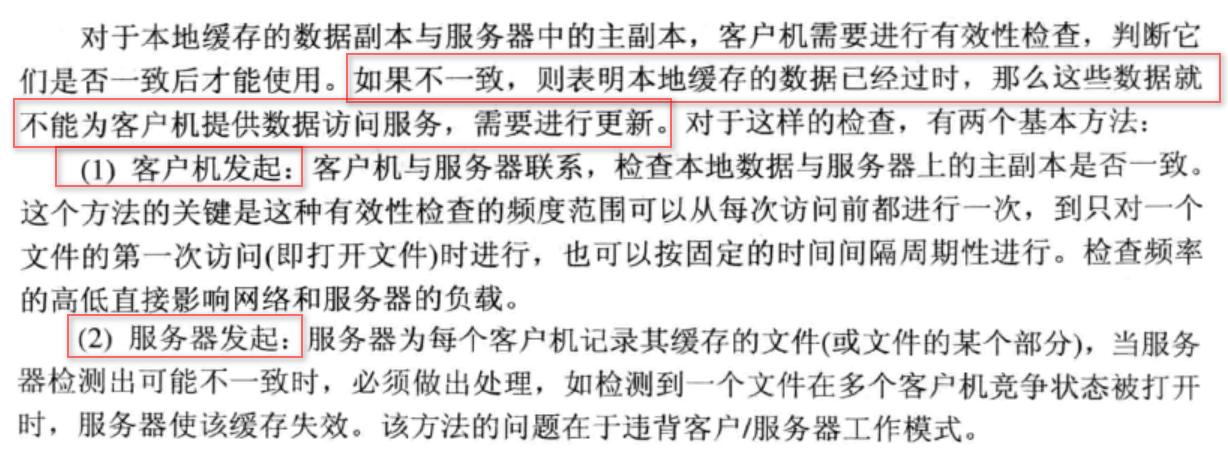 对于本地缓存的数据副本与服务器中的主副本，客户机需要进行有效性检查，判断它
们是否一致后才能使用。如果不一致，则表明本地缓存的数据已经过时，那么这些数据就
不能为客户机提供数据访问服务，需要进行更新。对于这样的检查，有两个基本方法：
(1) 客户机发起：客户机与服务器联系，检查本地数据与服务器上的主副本是否一致。
这个方法的关键是这种有效性检查的频度范围可以从每次访问前都进行一次，到只对一个
文件的第一次访问(即打开文件)时进行，也可以按固定的时间间隔周期性进行。检查频率
的高低直接影响网络和服务器的负载。
(2) 服务器发起：服务器为每个客户机记录其缓存的文件(或文件的某个部分)，当服务
器检测出可能不一致时，必须做出处理，如检测到一个文件在多个客户机竞争状态被打开
时，服务器使该缓存失效。该方法的问题在于违背客户/服务器工作模式。